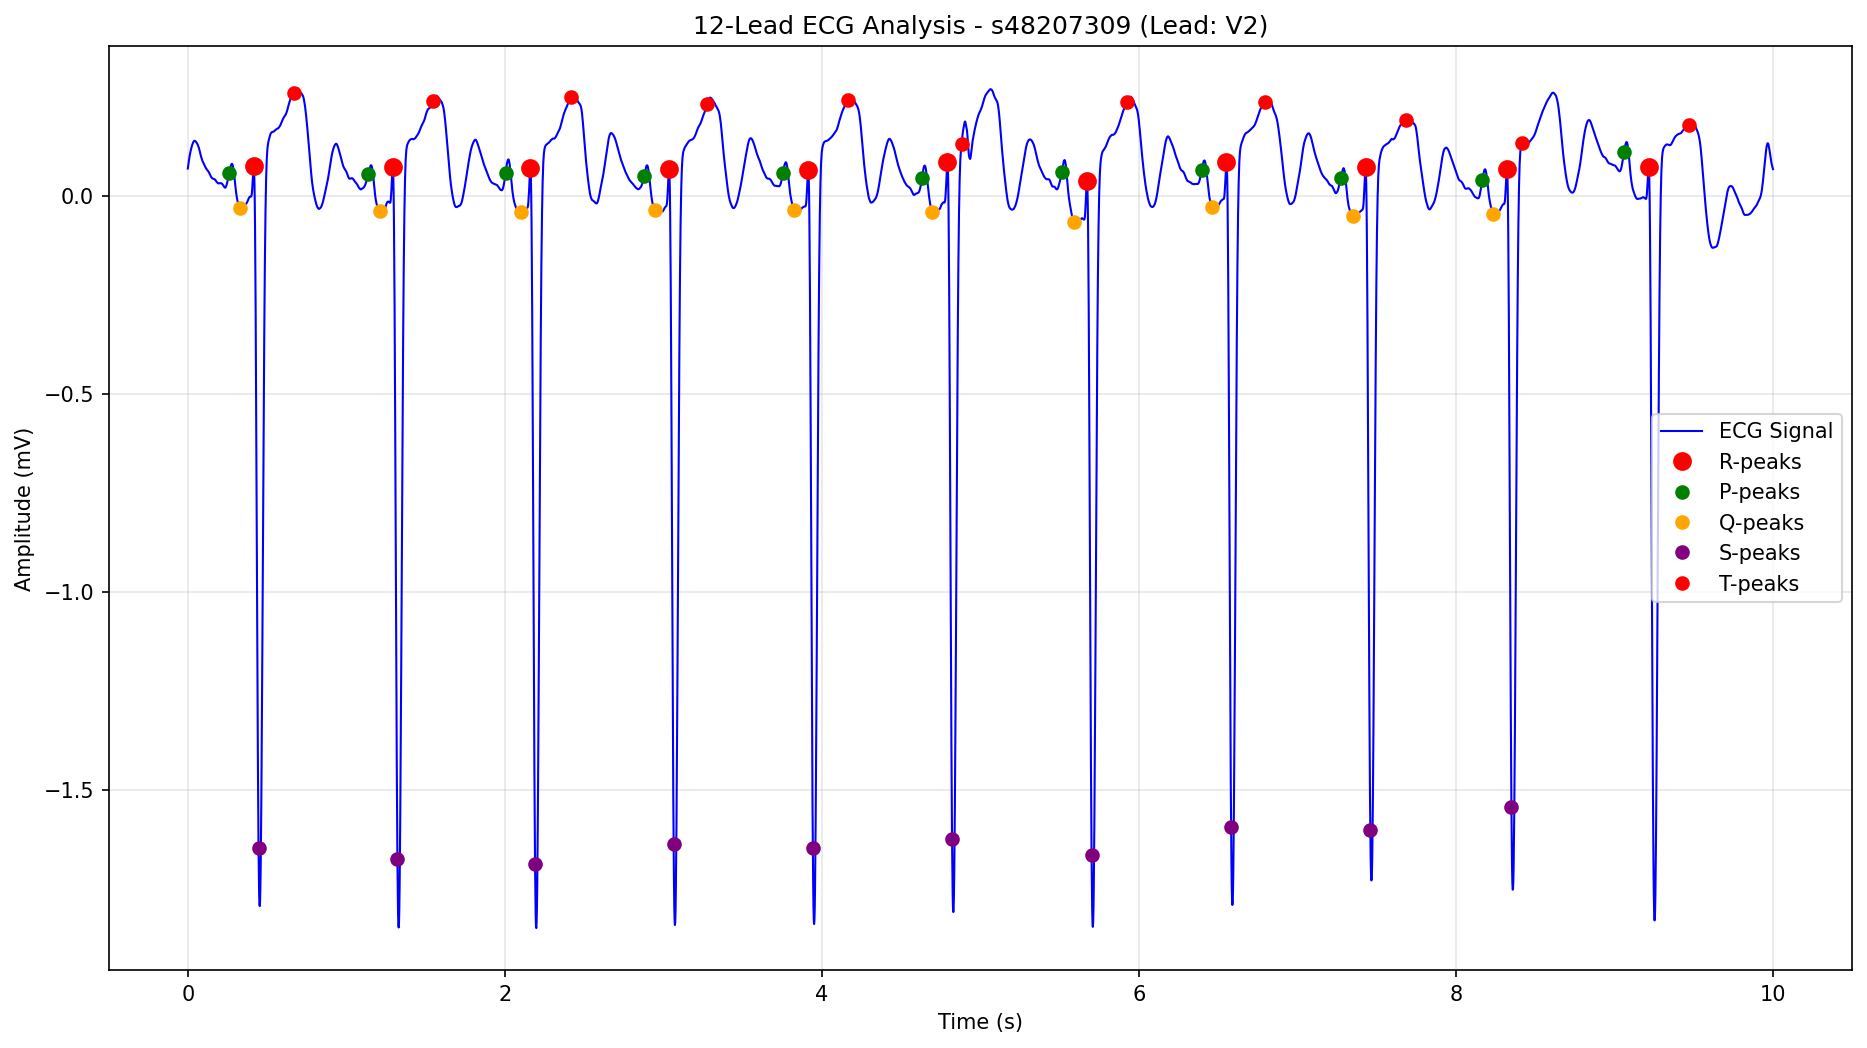 12-Lead ECG Analysis - s48207309 (Lead: V2)
Amplitude (mV)
0.0
−0.5
−1.0
−1.5
ECG Signal
R-peaks
P-peaks
Q-peaks
S-peaks
T-peaks
0 2 4 6 8 10
Time (s)